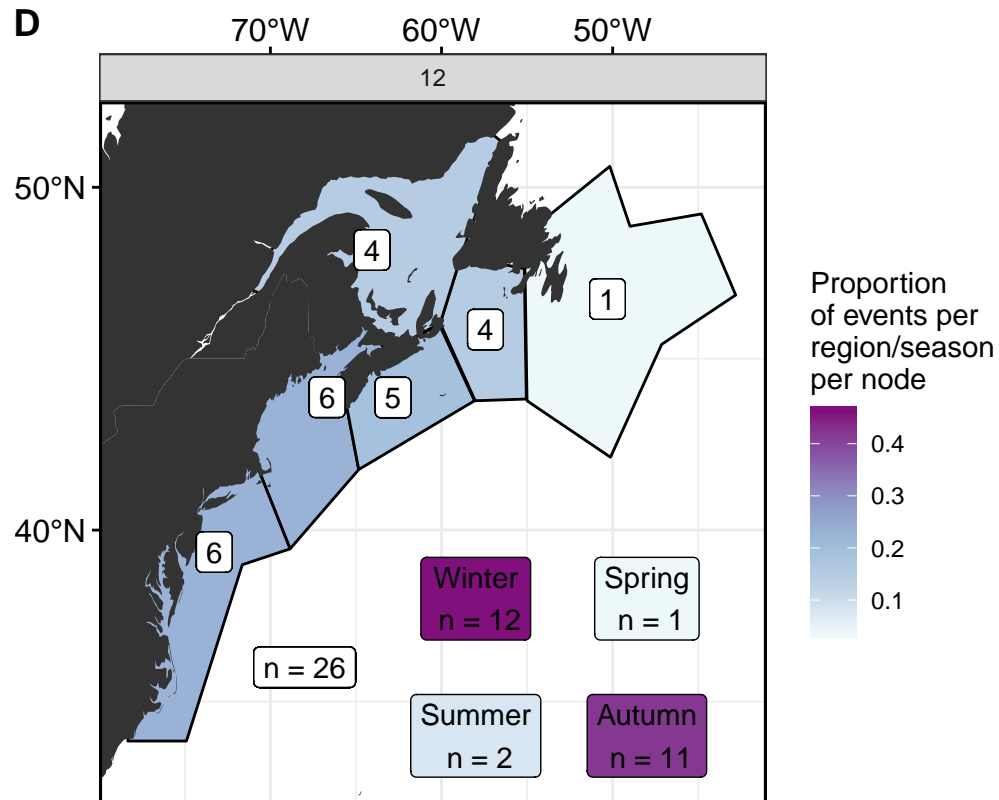 D
70°W 60°W 50°W
12
50°N
40°N
4
1
4
6
5
6
n = 26
Winter
n = 12
Spring
n = 1
Summer
n = 2
Autumn
n = 11
Proportion
of events per
region/season
per node
0.4
0.3
0.2
0.1